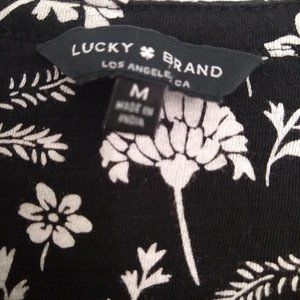 LUCKY BRAND
LOS ANGELES, CA
M
MADE IN
INDIA